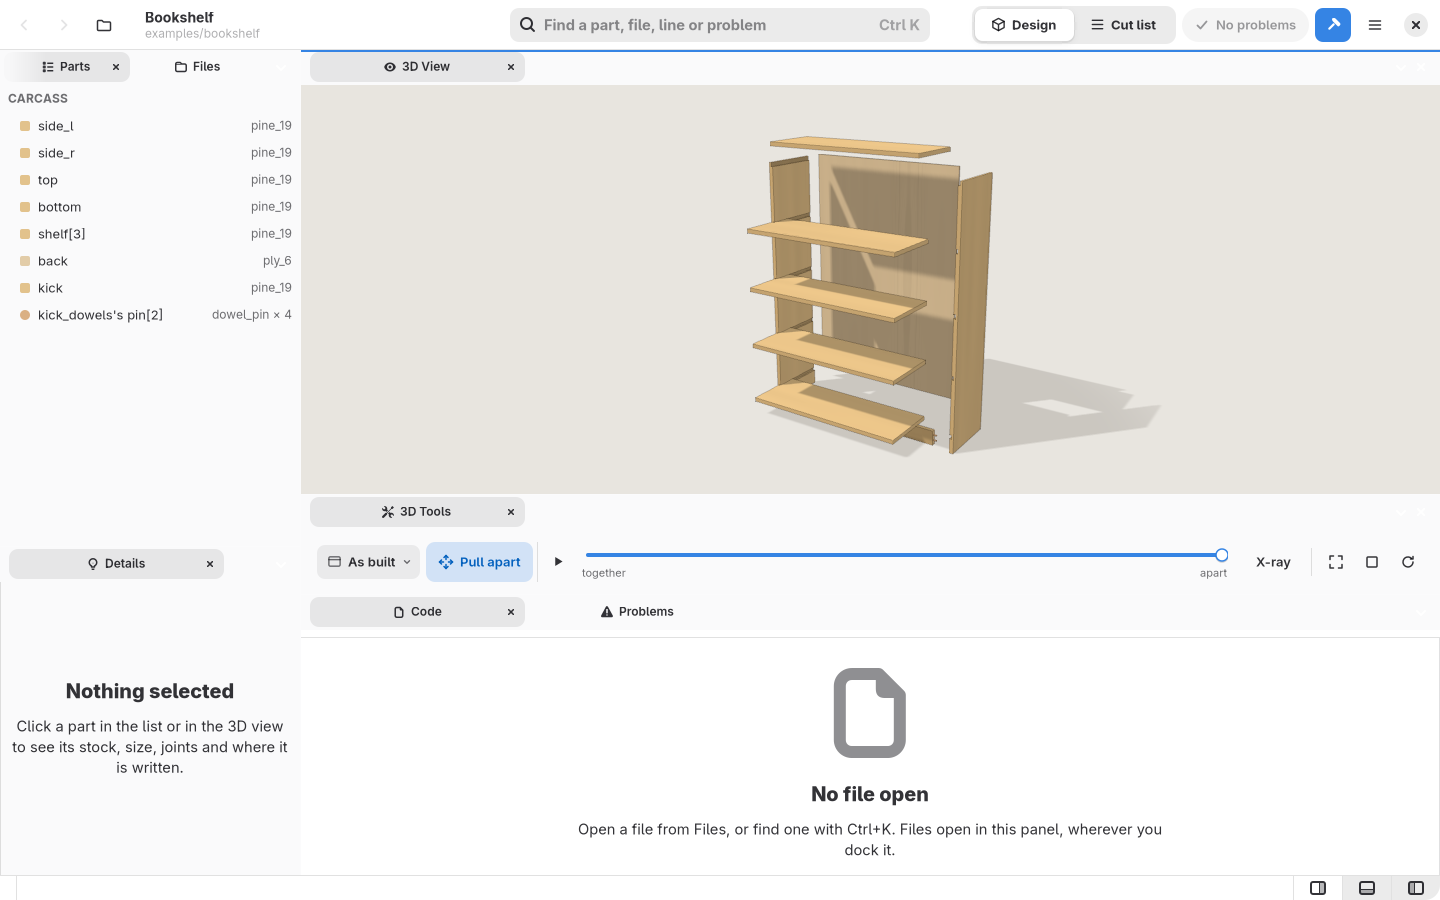 Bookshelf
examples/bookshelf
Find a part, file, line or problem
Ctrl K
Design
Cut list
No problems
Parts
Files
3D View
CARCASS
side_l
pine_19
side_r
pine_19
top
pine_19
bottom
pine_19
shelf[3]
pine_19
back
ply_6
kick
pine_19
kick_dowels's pin[2]
dowel_pin × 4
3D Tools
As built
Pull apart
together
apart
X-ray
Details
Code
Problems
Nothing selected
Click a part in the list or in the 3D view
to see its stock, size, joints and where it
is written.
No file open
Open a file from Files, or find one with Ctrl+K. Files open in this panel, wherever you
dock it.